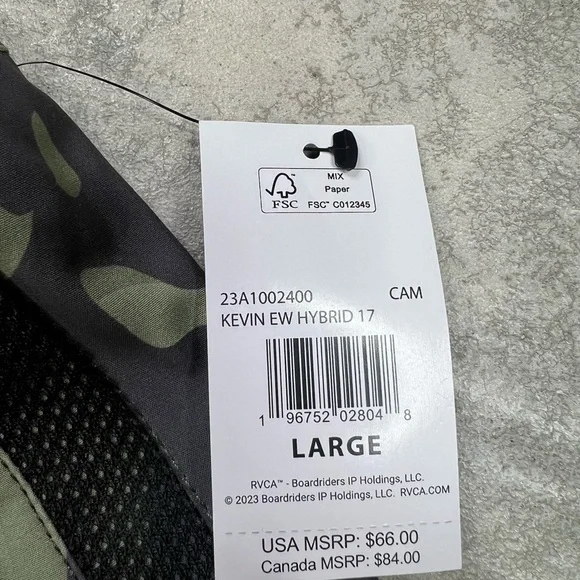 MIX
Paper
FSC
FSC™ C012345
23A1002400 CAM
KEVIN EW HYBRID 17
1 96752 02804 8
LARGE
RVCA™ - Boardriders IP Holdings, LLC.
© 2023 Boardriders IP Holdings, LLC. RVCA.COM
USA MSRP: $66.00
Canada MSRP: $84.00